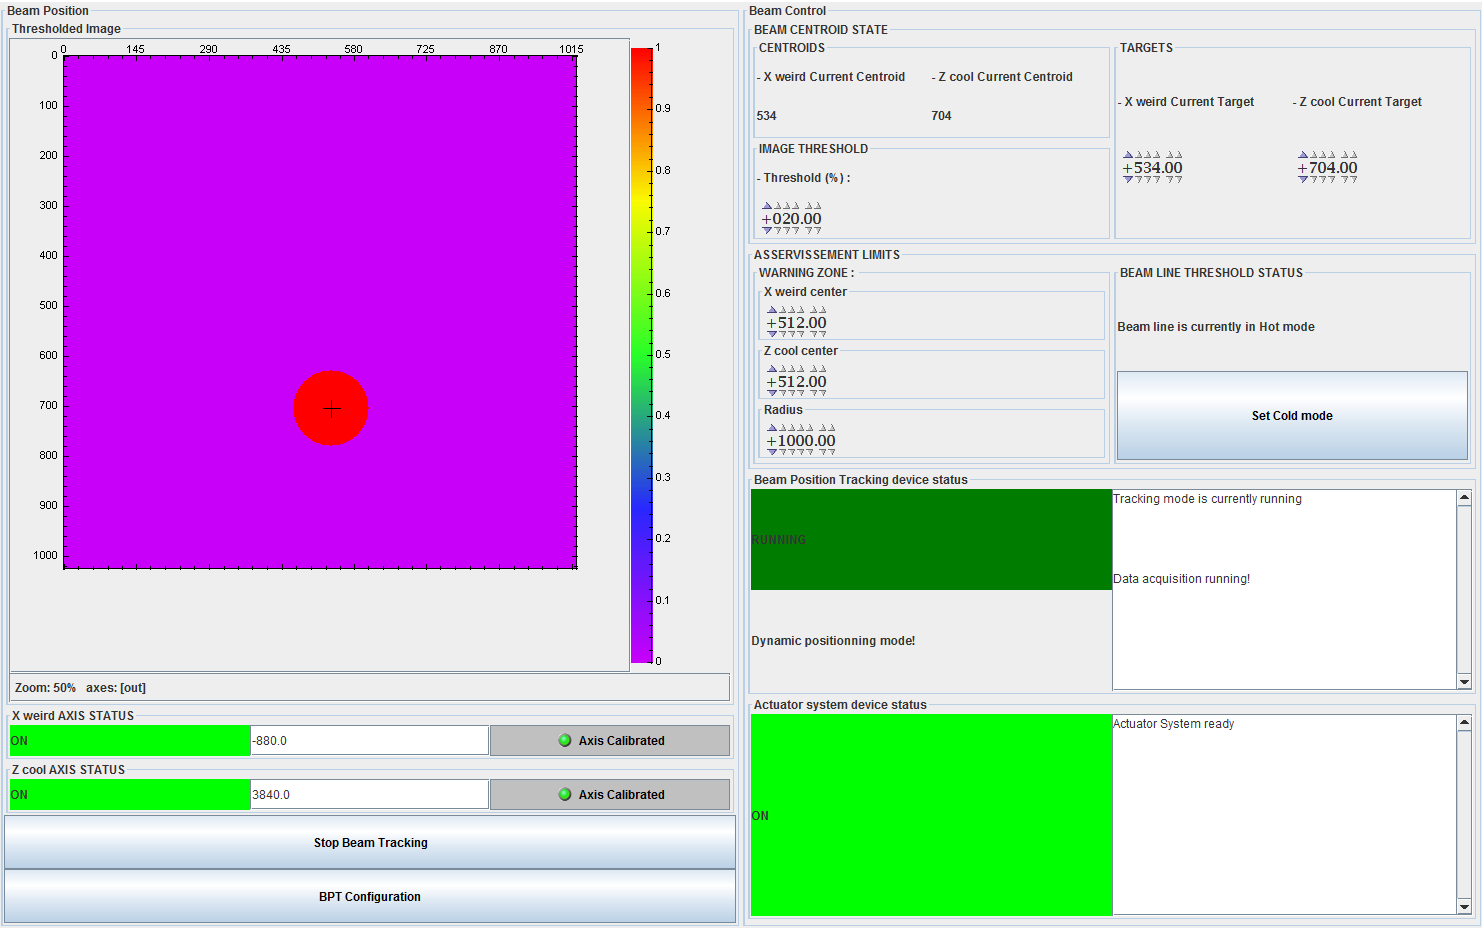 Beam Position
Thresholded Image
0 145 290 435 580 725 870 1015
0
100
200
300
400
500
600
700
800
900
1000
1
0.9
0.8
0.7
0.6
0.5
0.4
0.3
0.2
0.1
0
Zoom: 50% axes: [out]
X weird AXIS STATUS
ON -880.0 Axis Calibrated
Z cool AXIS STATUS
ON 3840.0 Axis Calibrated
Stop Beam Tracking
BPT Configuration
Beam Control
BEAM CENTROID STATE
CENTROIDS
- X weird Current Centroid - Z cool Current Centroid
534 704
IMAGE THRESHOLD
- Threshold (%) :
+020.00
TARGETS
- X weird Current Target - Z cool Current Target
+534.00 +704.00
ASSERVISSEMENT LIMITS
WARNING ZONE :
X weird center
+512.00
Z cool center
+512.00
Radius
+1000.00
BEAM LINE THRESHOLD STATUS
Beam line is currently in Hot mode
Set Cold mode
Beam Position Tracking device status
RUNNING
Dynamic positionning mode!
Tracking mode is currently running
Data acquisition running!
Actuator system device status
ON
Actuator System ready